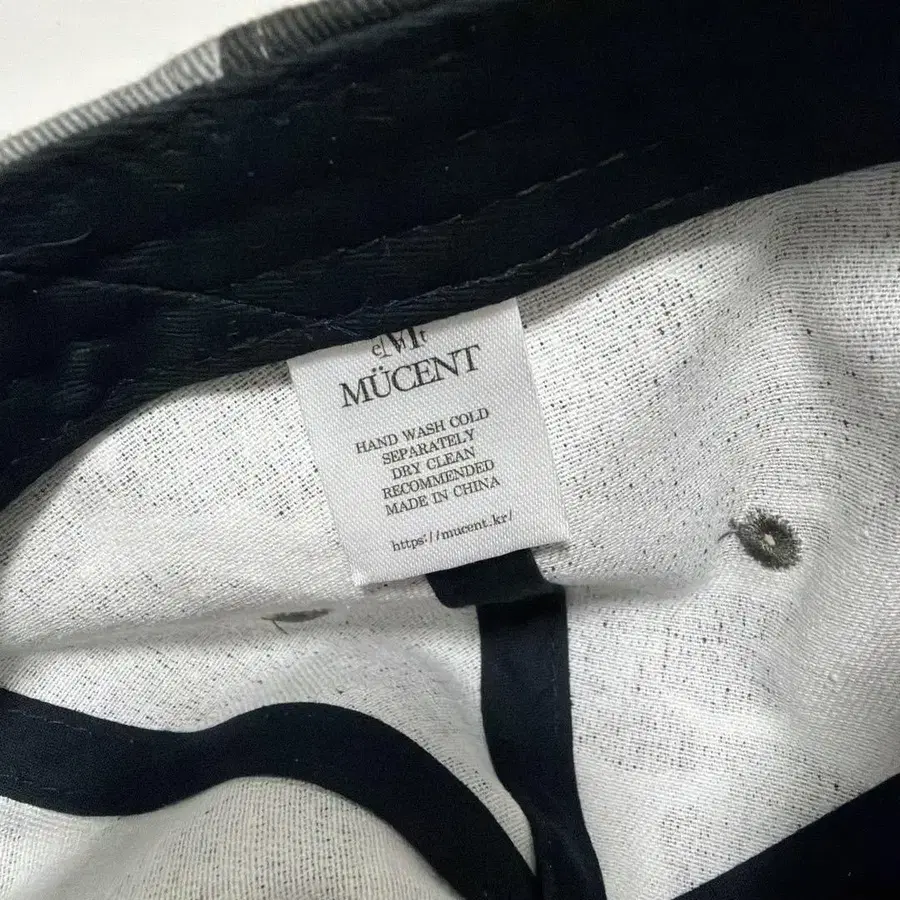 MÜCENT
HAND WASH COLD
SEPARATELY
DRY CLEAN
RECOMMENDED
MADE IN CHINA
https://mucent.kr/